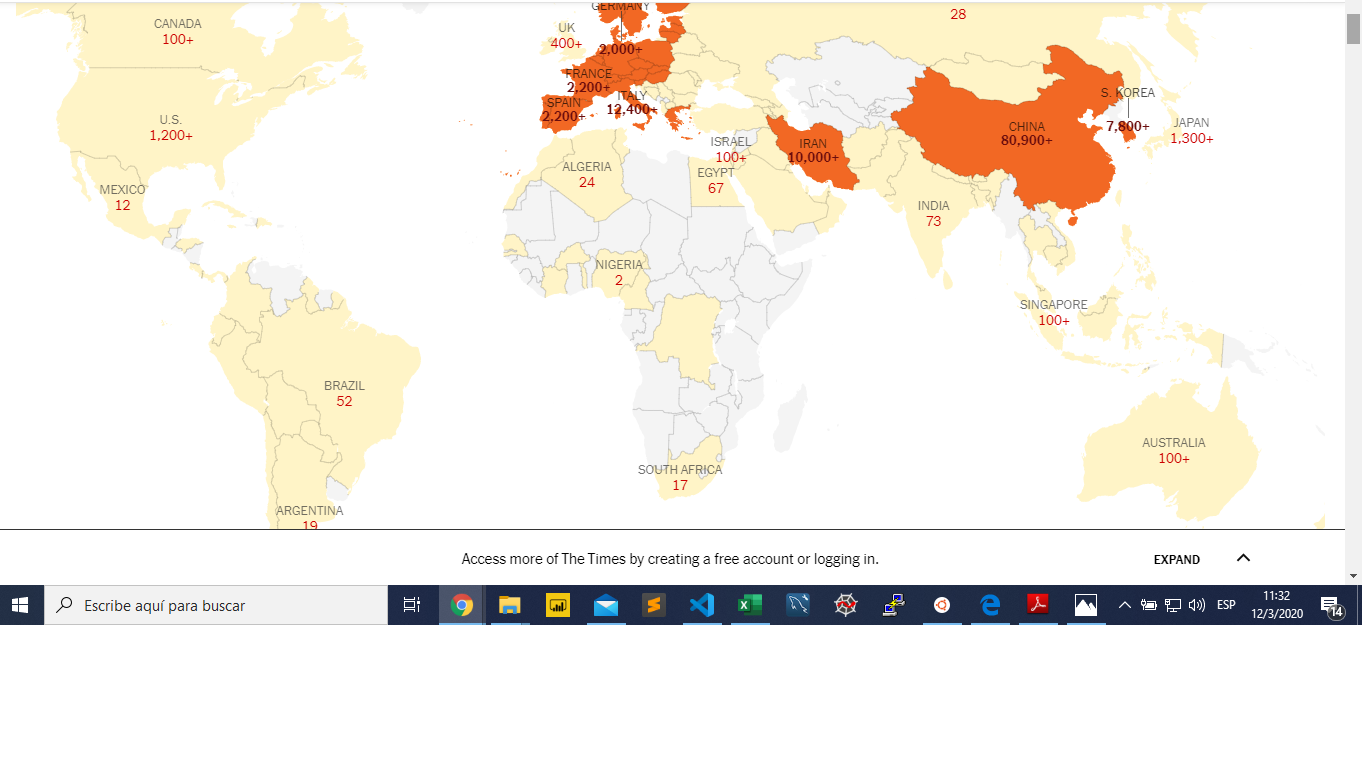 GERMANY
2,000+
CANADA
100+
28
UK
400+
FRANCE
2,200+
SPAIN
2,200+
ITALY
12,400+
S. KOREA
7,800+
U.S.
1,200+
CHINA
80,900+
JAPAN
1,300+
IRAN
10,000+
ISRAEL
100+
ALGERIA
24
EGYPT
67
MEXICO
12
INDIA
73
NIGERIA
2
SINGAPORE
100+
BRAZIL
52
AUSTRALIA
100+
SOUTH AFRICA
17
ARGENTINA
19
Access more of The Times by creating a free account or logging in.
EXPAND
Escribe aquí para buscar
ESP
11:32
12/3/2020
14